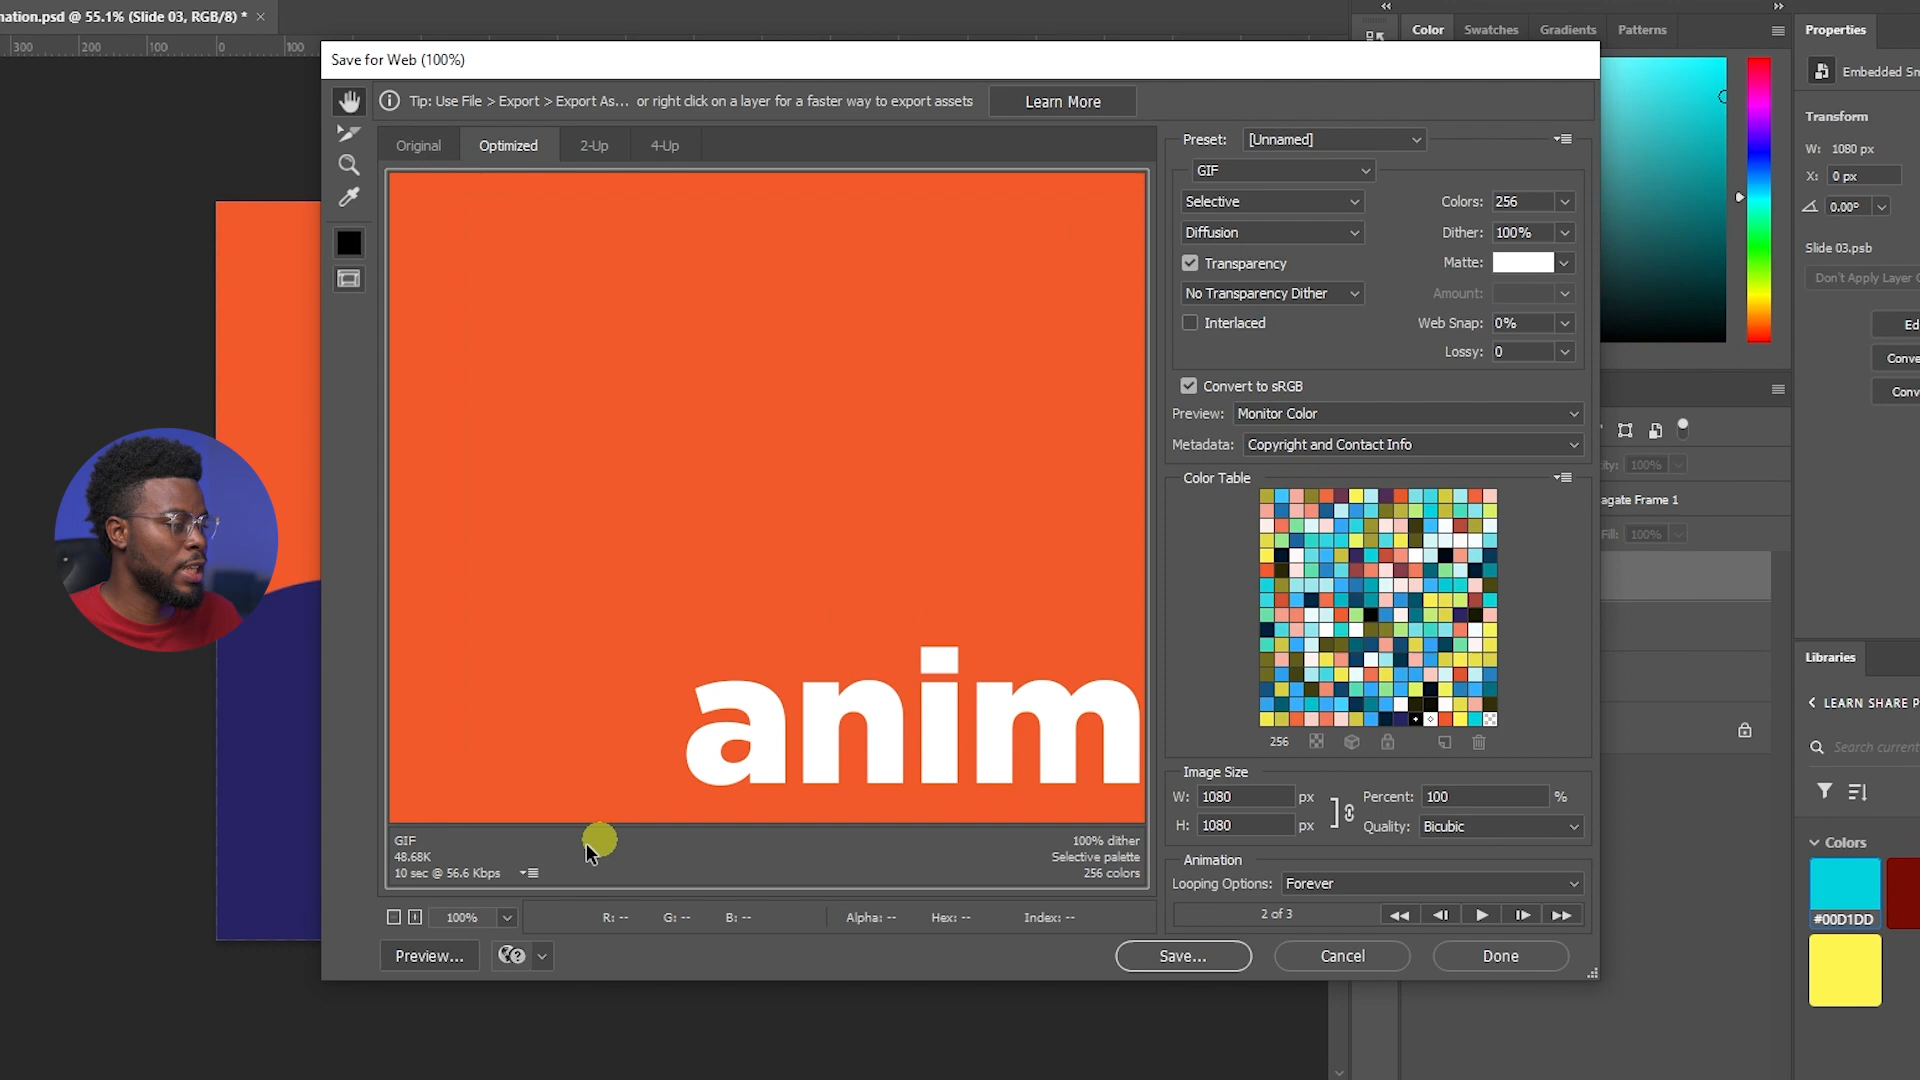 nation.psd @ 55.1% (Slide 03, RGB/8) *
300 200 100 0 100
Save for Web (100%)
Tip: Use File > Export > Export As... or right click on a layer for a faster way to export assets
Learn More
Original Optimized 2-Up 4-Up
anim
GIF
48.68K
10 sec @ 56.6 Kbps
100% dither
Selective palette
256 colors
100% R: -- G: -- B: -- Alpha: -- Hex: -- Index: --
Preview...
Preset: [Unnamed]
GIF
Selective Colors: 256
Diffusion Dither: 100%
Transparency Matte:
No Transparency Dither Amount:
Interlaced Web Snap: 0%
Lossy: 0
Convert to sRGB
Preview: Monitor Color
Metadata: Copyright and Contact Info
Color Table
256
Image Size
W: 1080 px Percent: 100 %
H: 1080 px Quality: Bicubic
Animation
Looping Options: Forever
2 of 3
Save... Cancel Done
Color Swatches Gradients Patterns
ity: 100%
agate Frame 1
Fill: 100%
Properties
Embedded Sm
Transform
W: 1080 px
X: 0 px
0.00°
Slide 03.psb
Don't Apply Layer C
Ed
Conve
Conv
Libraries
LEARN SHARE P
Search current
Colors
#00D1DD